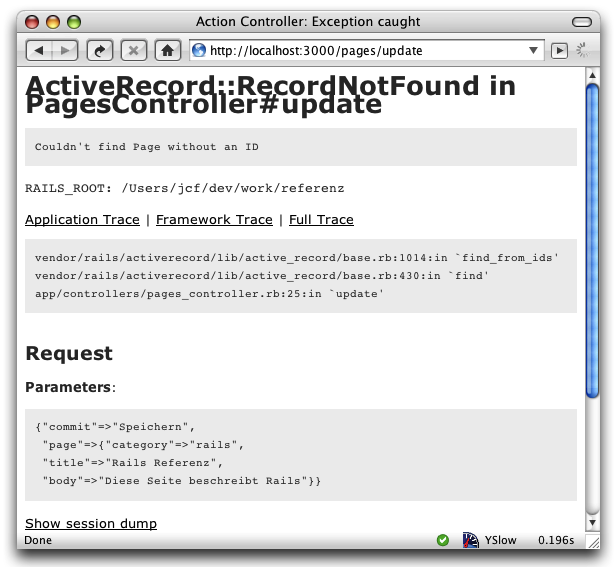 Action Controller: Exception caught
http://localhost:3000/pages/update
ActiveRecord::RecordNotFound in
PagesController#update
Couldn't find Page without an ID
RAILS_ROOT: /Users/jcf/dev/work/referenz
Application Trace | Framework Trace | Full Trace
vendor/rails/activerecord/lib/active_record/base.rb:1014:in `find_from_ids'
vendor/rails/activerecord/lib/active_record/base.rb:430:in `find'
app/controllers/pages_controller.rb:25:in `update'
Request
Parameters:
{"commit"=>"Speichern",
"page"=>{"category"=>"rails",
"title"=>"Rails Referenz",
"body"=>"Diese Seite beschreibt Rails"}}
Show session dump
Done YSlow 0.196s